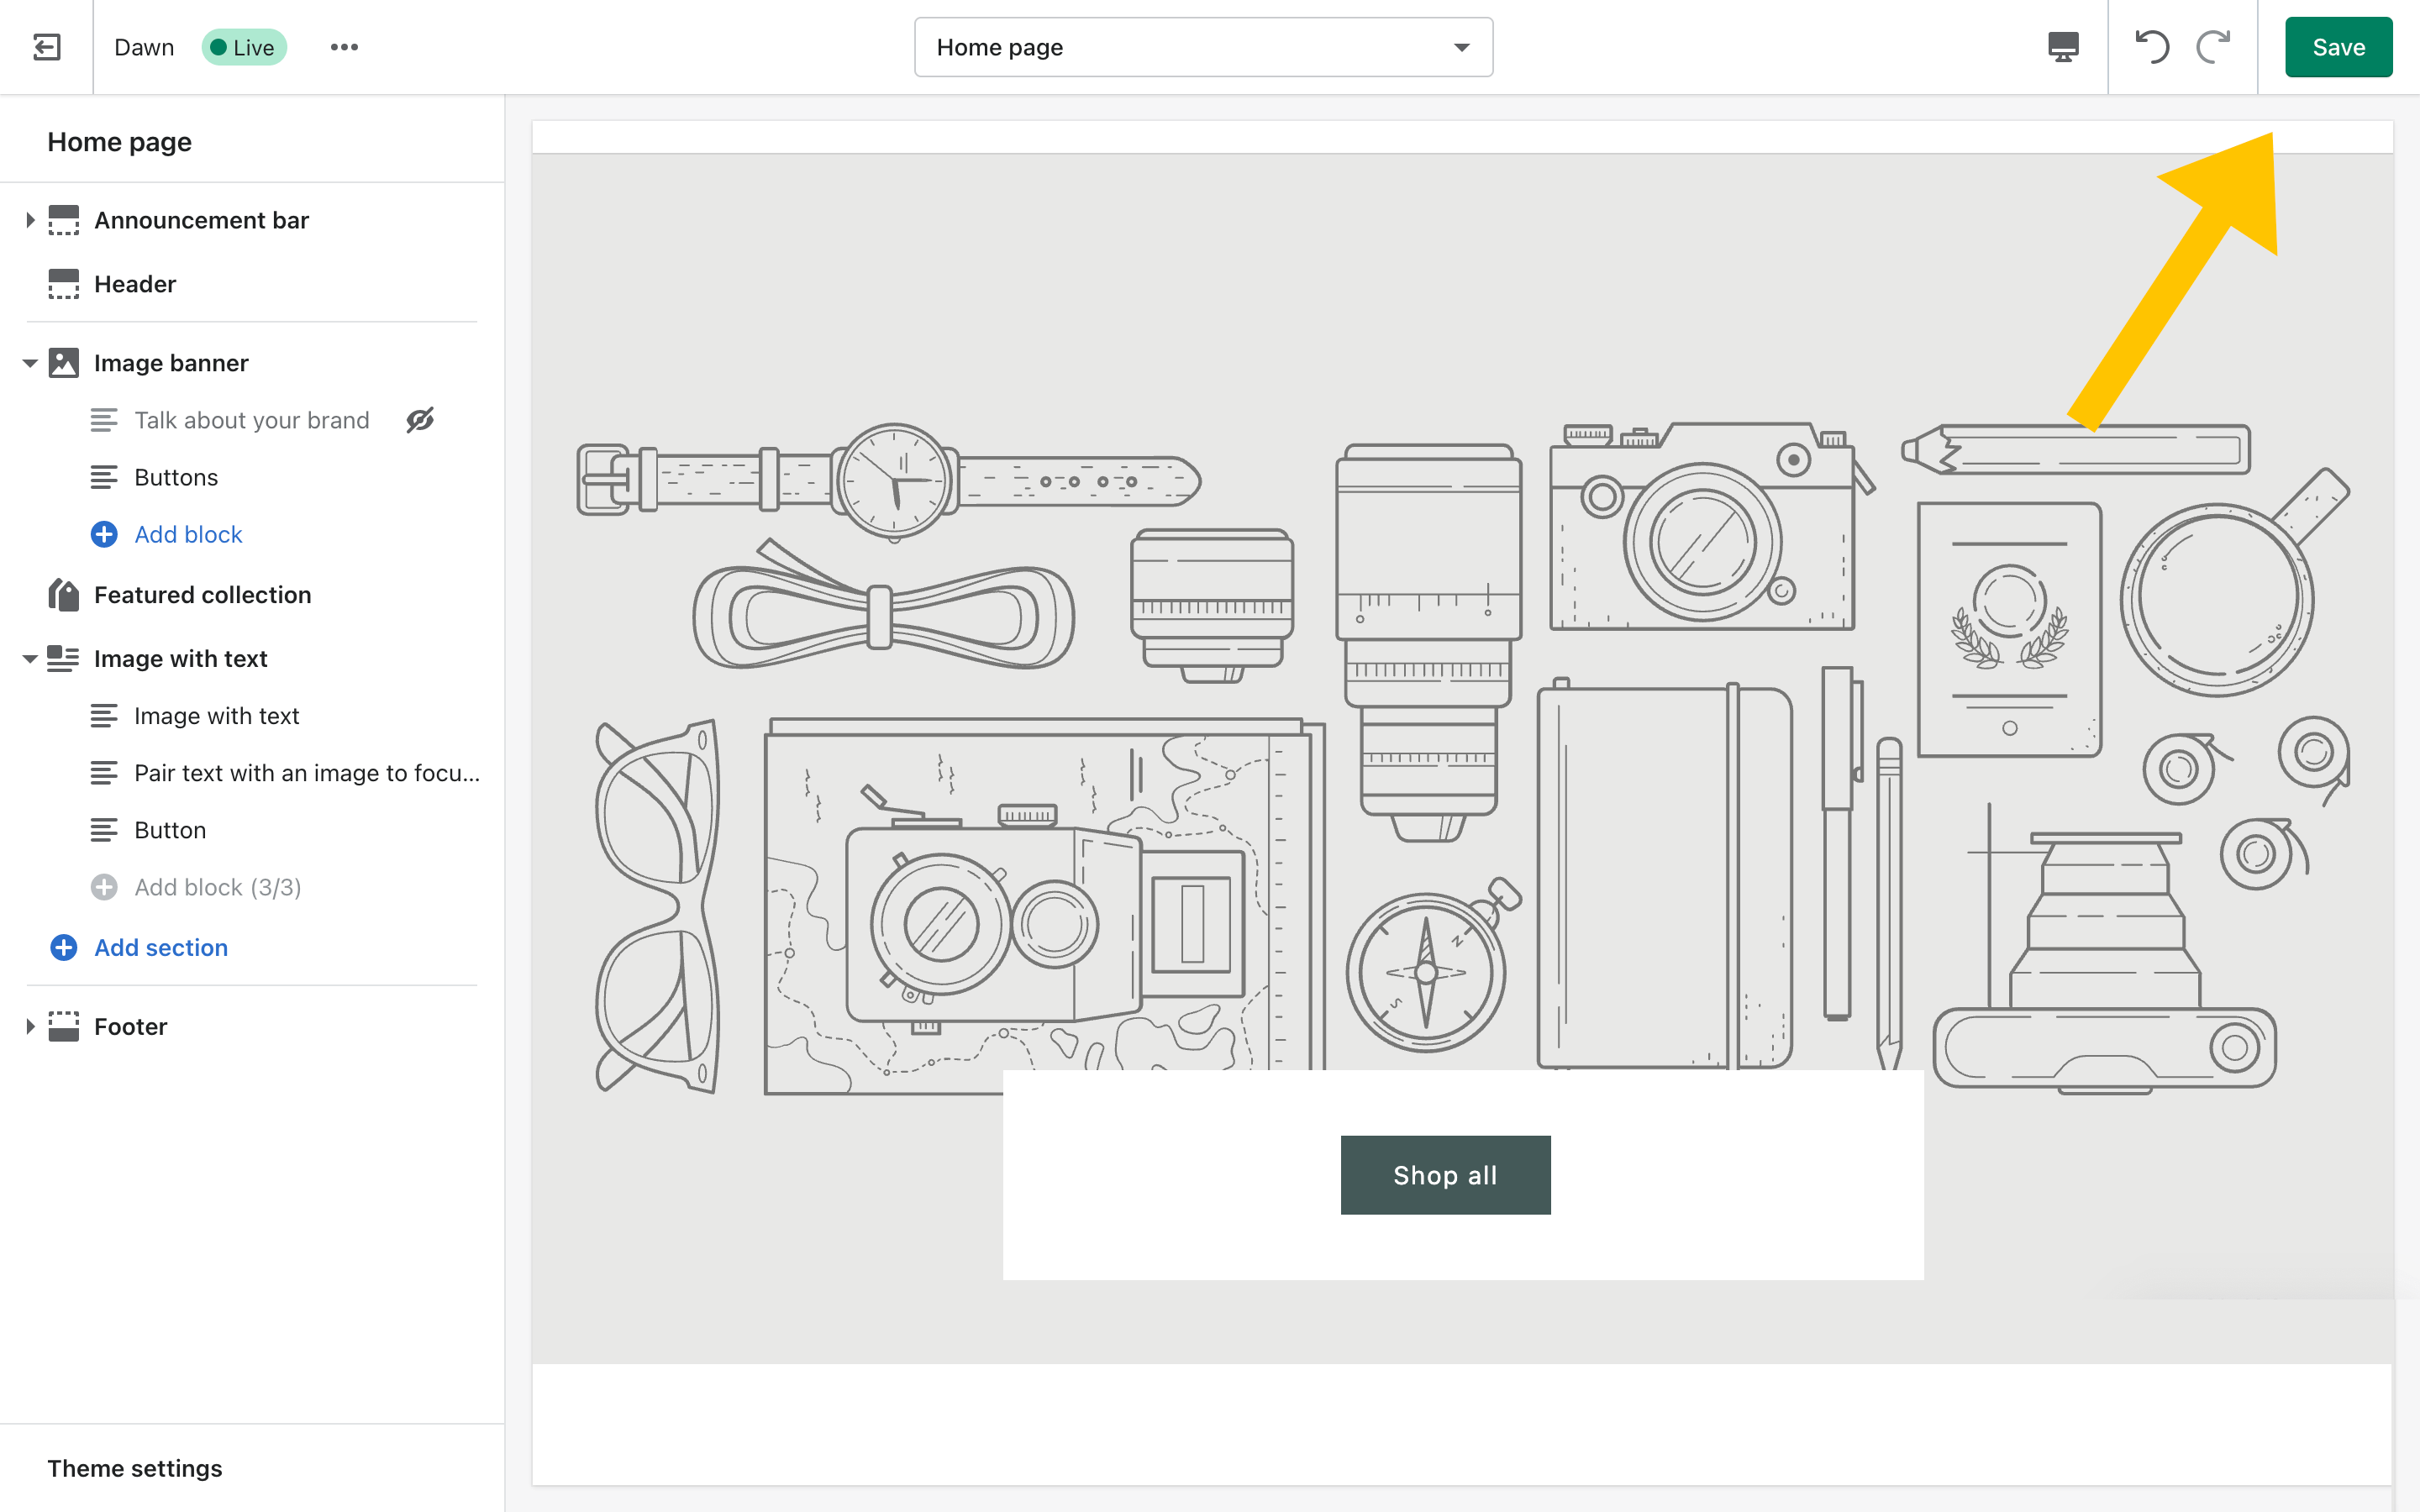 Dawn
Live
Home page
Save
Home page
Announcement bar
Header
Image banner
Talk about your brand
Buttons
Add block
Featured collection
Image with text
Image with text
Pair text with an image to focu...
Button
Add block (3/3)
Add section
Footer
Theme settings
N
S
Shop all